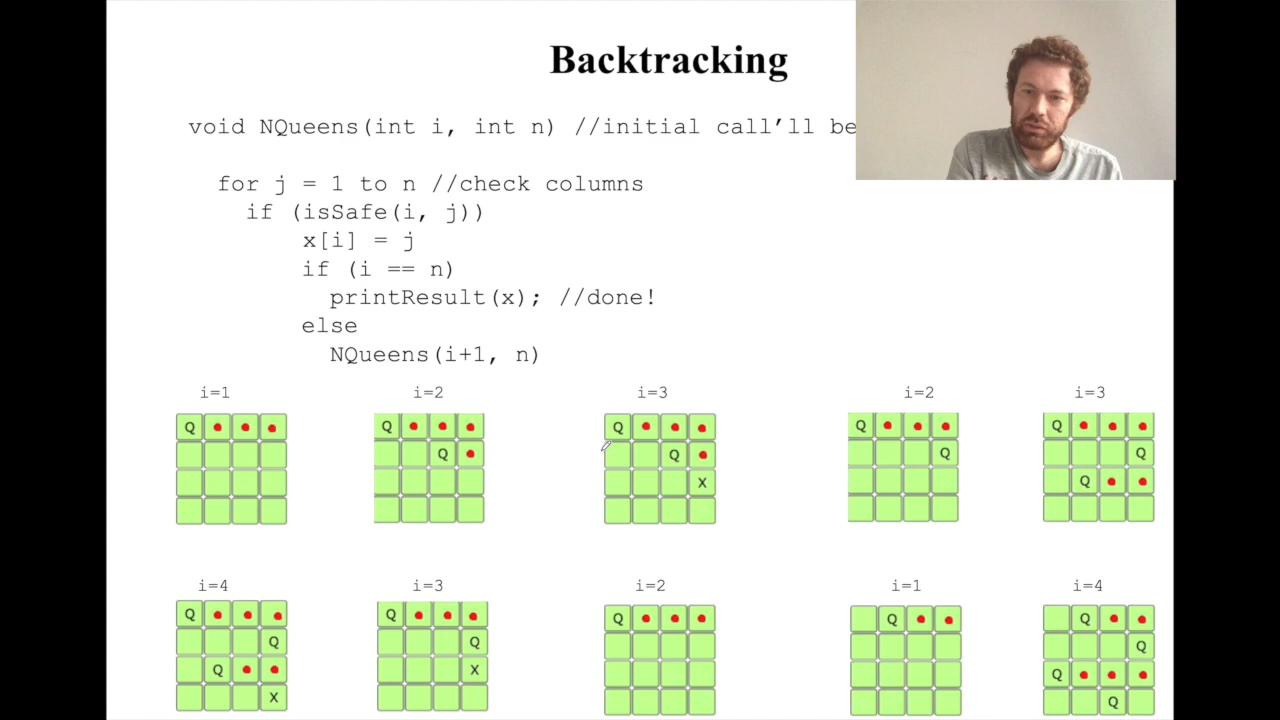 Backtracking
void NQueens(int i, int n) //initial call'll be
for j = 1 to n //check columns
if (isSafe(i, j))
x[i] = j
if (i == n)
printResult(x); //done!
else
NQueens(i+1, n)
i=1 i=2 i=3 i=2 i=3
Q Q Q Q Q
Q Q Q Q
X Q
i=4 i=3 i=2 i=1 i=4
Q Q Q Q Q
Q Q Q
Q X Q
X Q